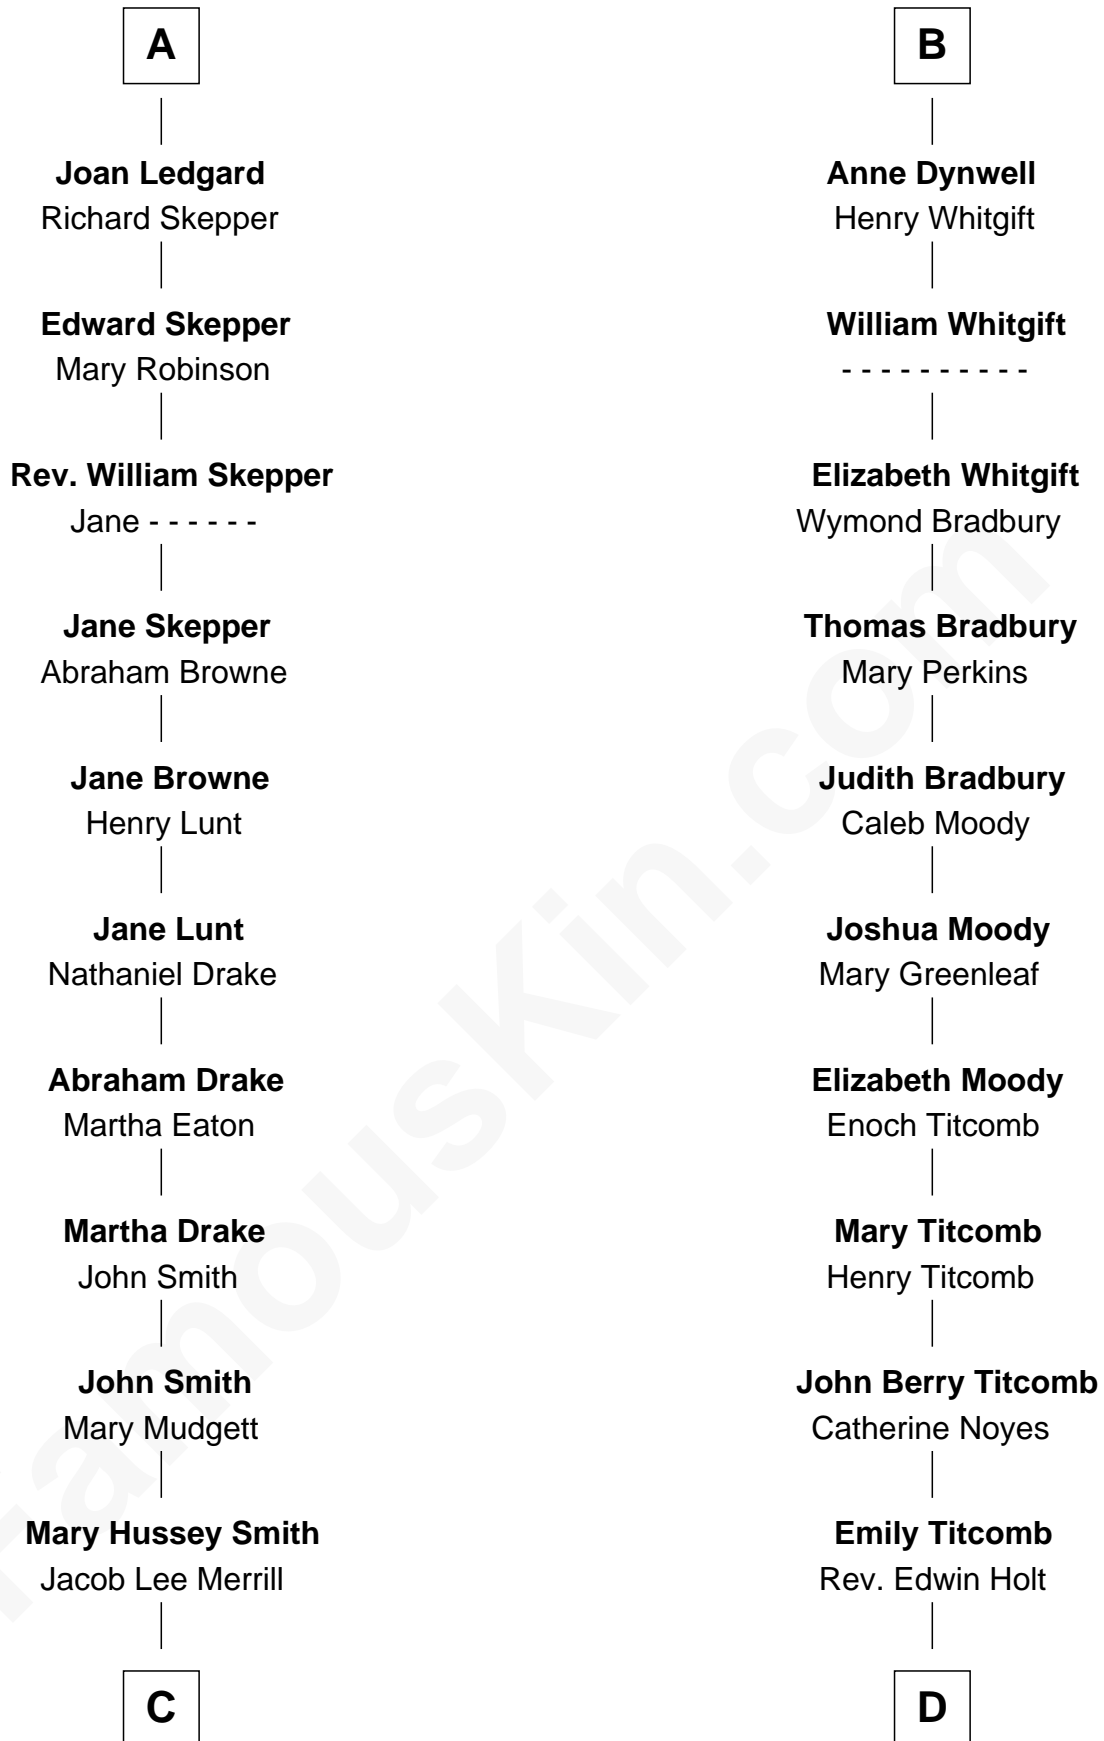 A
Joan Ledgard
Richard Skepper
Edward Skepper
Mary Robinson
Rev. William Skepper
Jane - - - - - -
Jane Skepper
Abraham Browne
Jane Browne
Henry Lunt
Jane Lunt
Nathaniel Drake
Abraham Drake
Martha Eaton
Martha Drake
John Smith
John Smith
Mary Mudgett
Mary Hussey Smith
Jacob Lee Merrill
C
B
Anne Dynwell
Henry Whitgift
William Whitgift
- - - - - - - - - -
Elizabeth Whitgift
Wymond Bradbury
Thomas Bradbury
Mary Perkins
Judith Bradbury
Caleb Moody
Joshua Moody
Mary Greenleaf
Elizabeth Moody
Enoch Titcomb
Mary Titcomb
Henry Titcomb
John Berry Titcomb
Catherine Noyes
Emily Titcomb
Rev. Edwin Holt
D
FamousKin.com